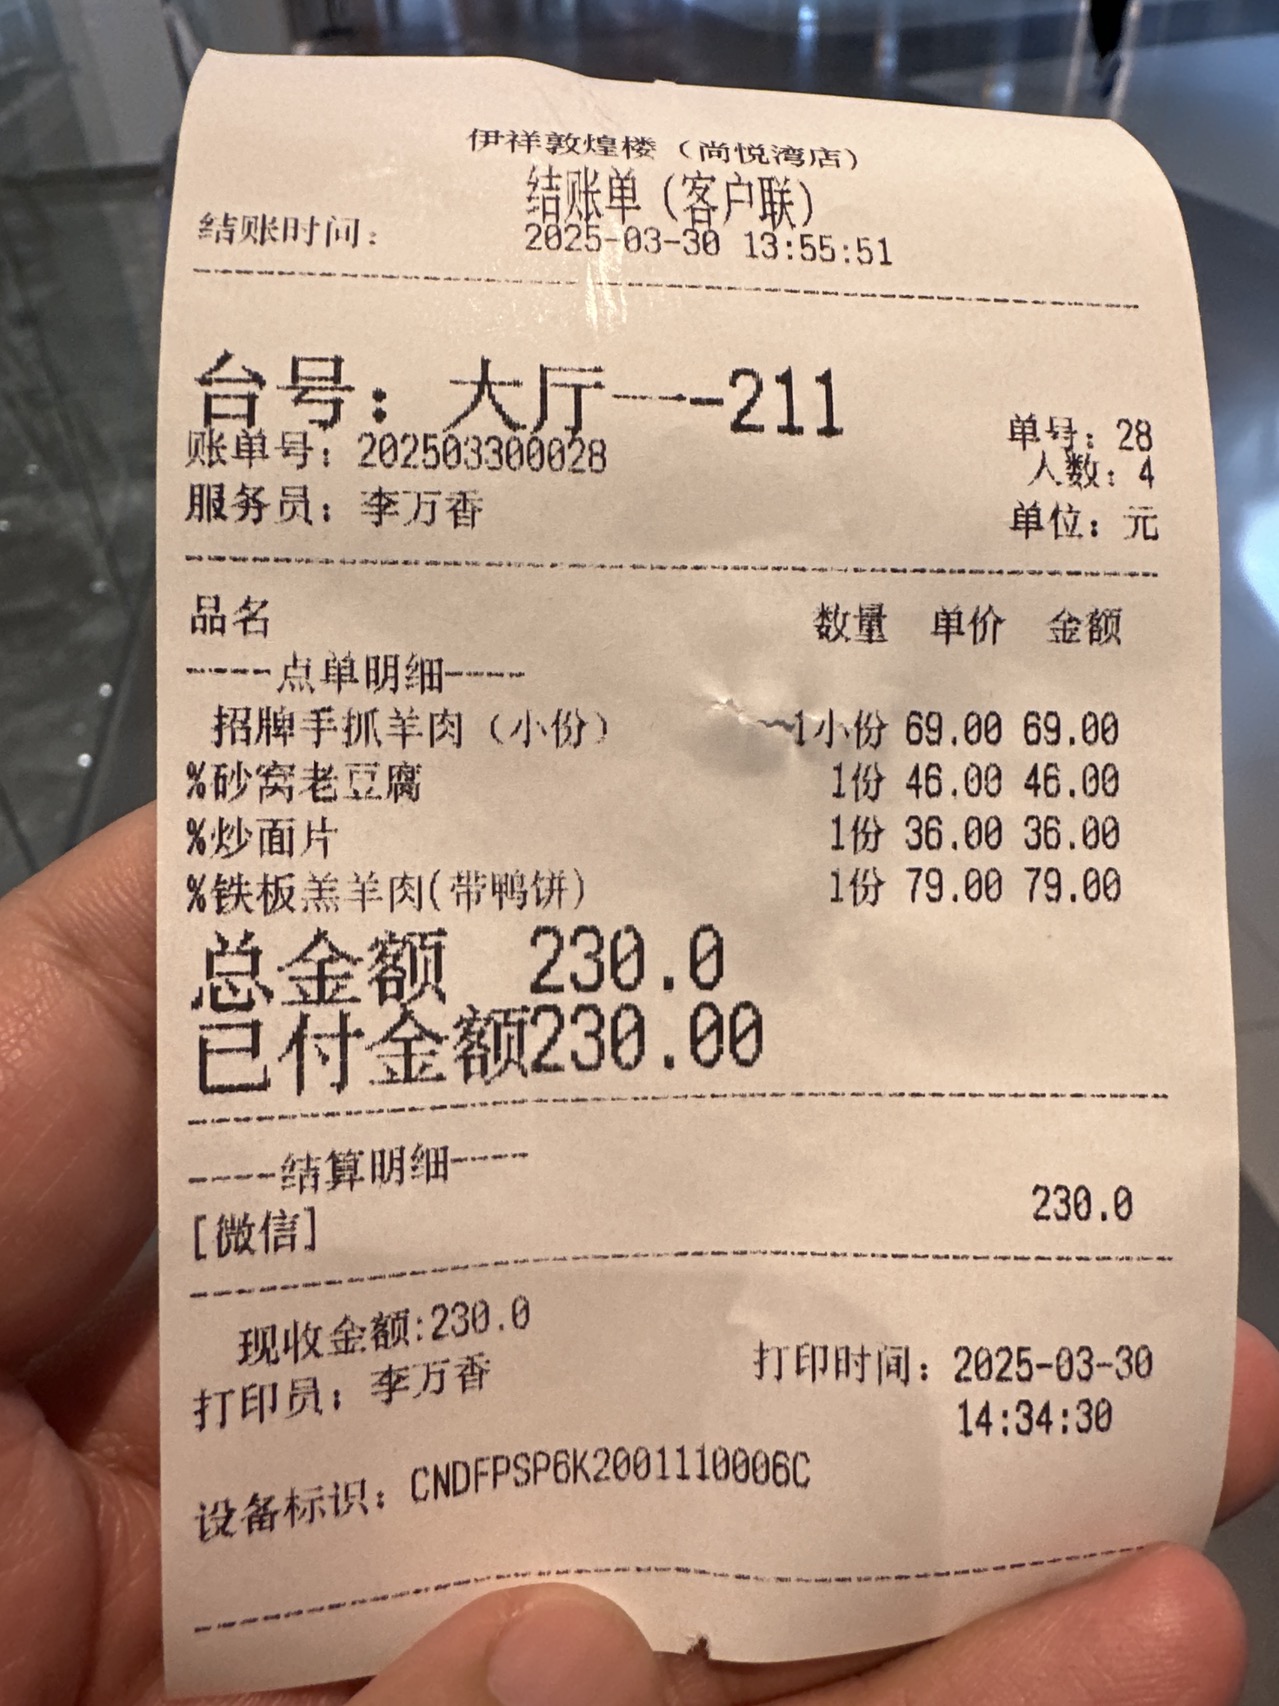 伊祥敦煌楼（尚悦湾店）
结账单（客户联）
结账时间： 2025-03-30 13:55:51
台号：大厅一--211
账单号：202503300028 单号：28
人数：4
服务员：李万香 单位：元
品名 数量 单价 金额
----点单明细----
招牌手抓羊肉（小份） 1小份 69.00 69.00
%砂窝老豆腐 1份 46.00 46.00
%炒面片 1份 36.00 36.00
%铁板羔羊肉(带鸭饼) 1份 79.00 79.00
总金额 230.0
已付金额230.00
----结算明细----
[微信] 230.0
现收金额:230.0
打印员：李万香 打印时间：2025-03-30
14:34:30
设备标识：CNDFPSP6K2001110006C